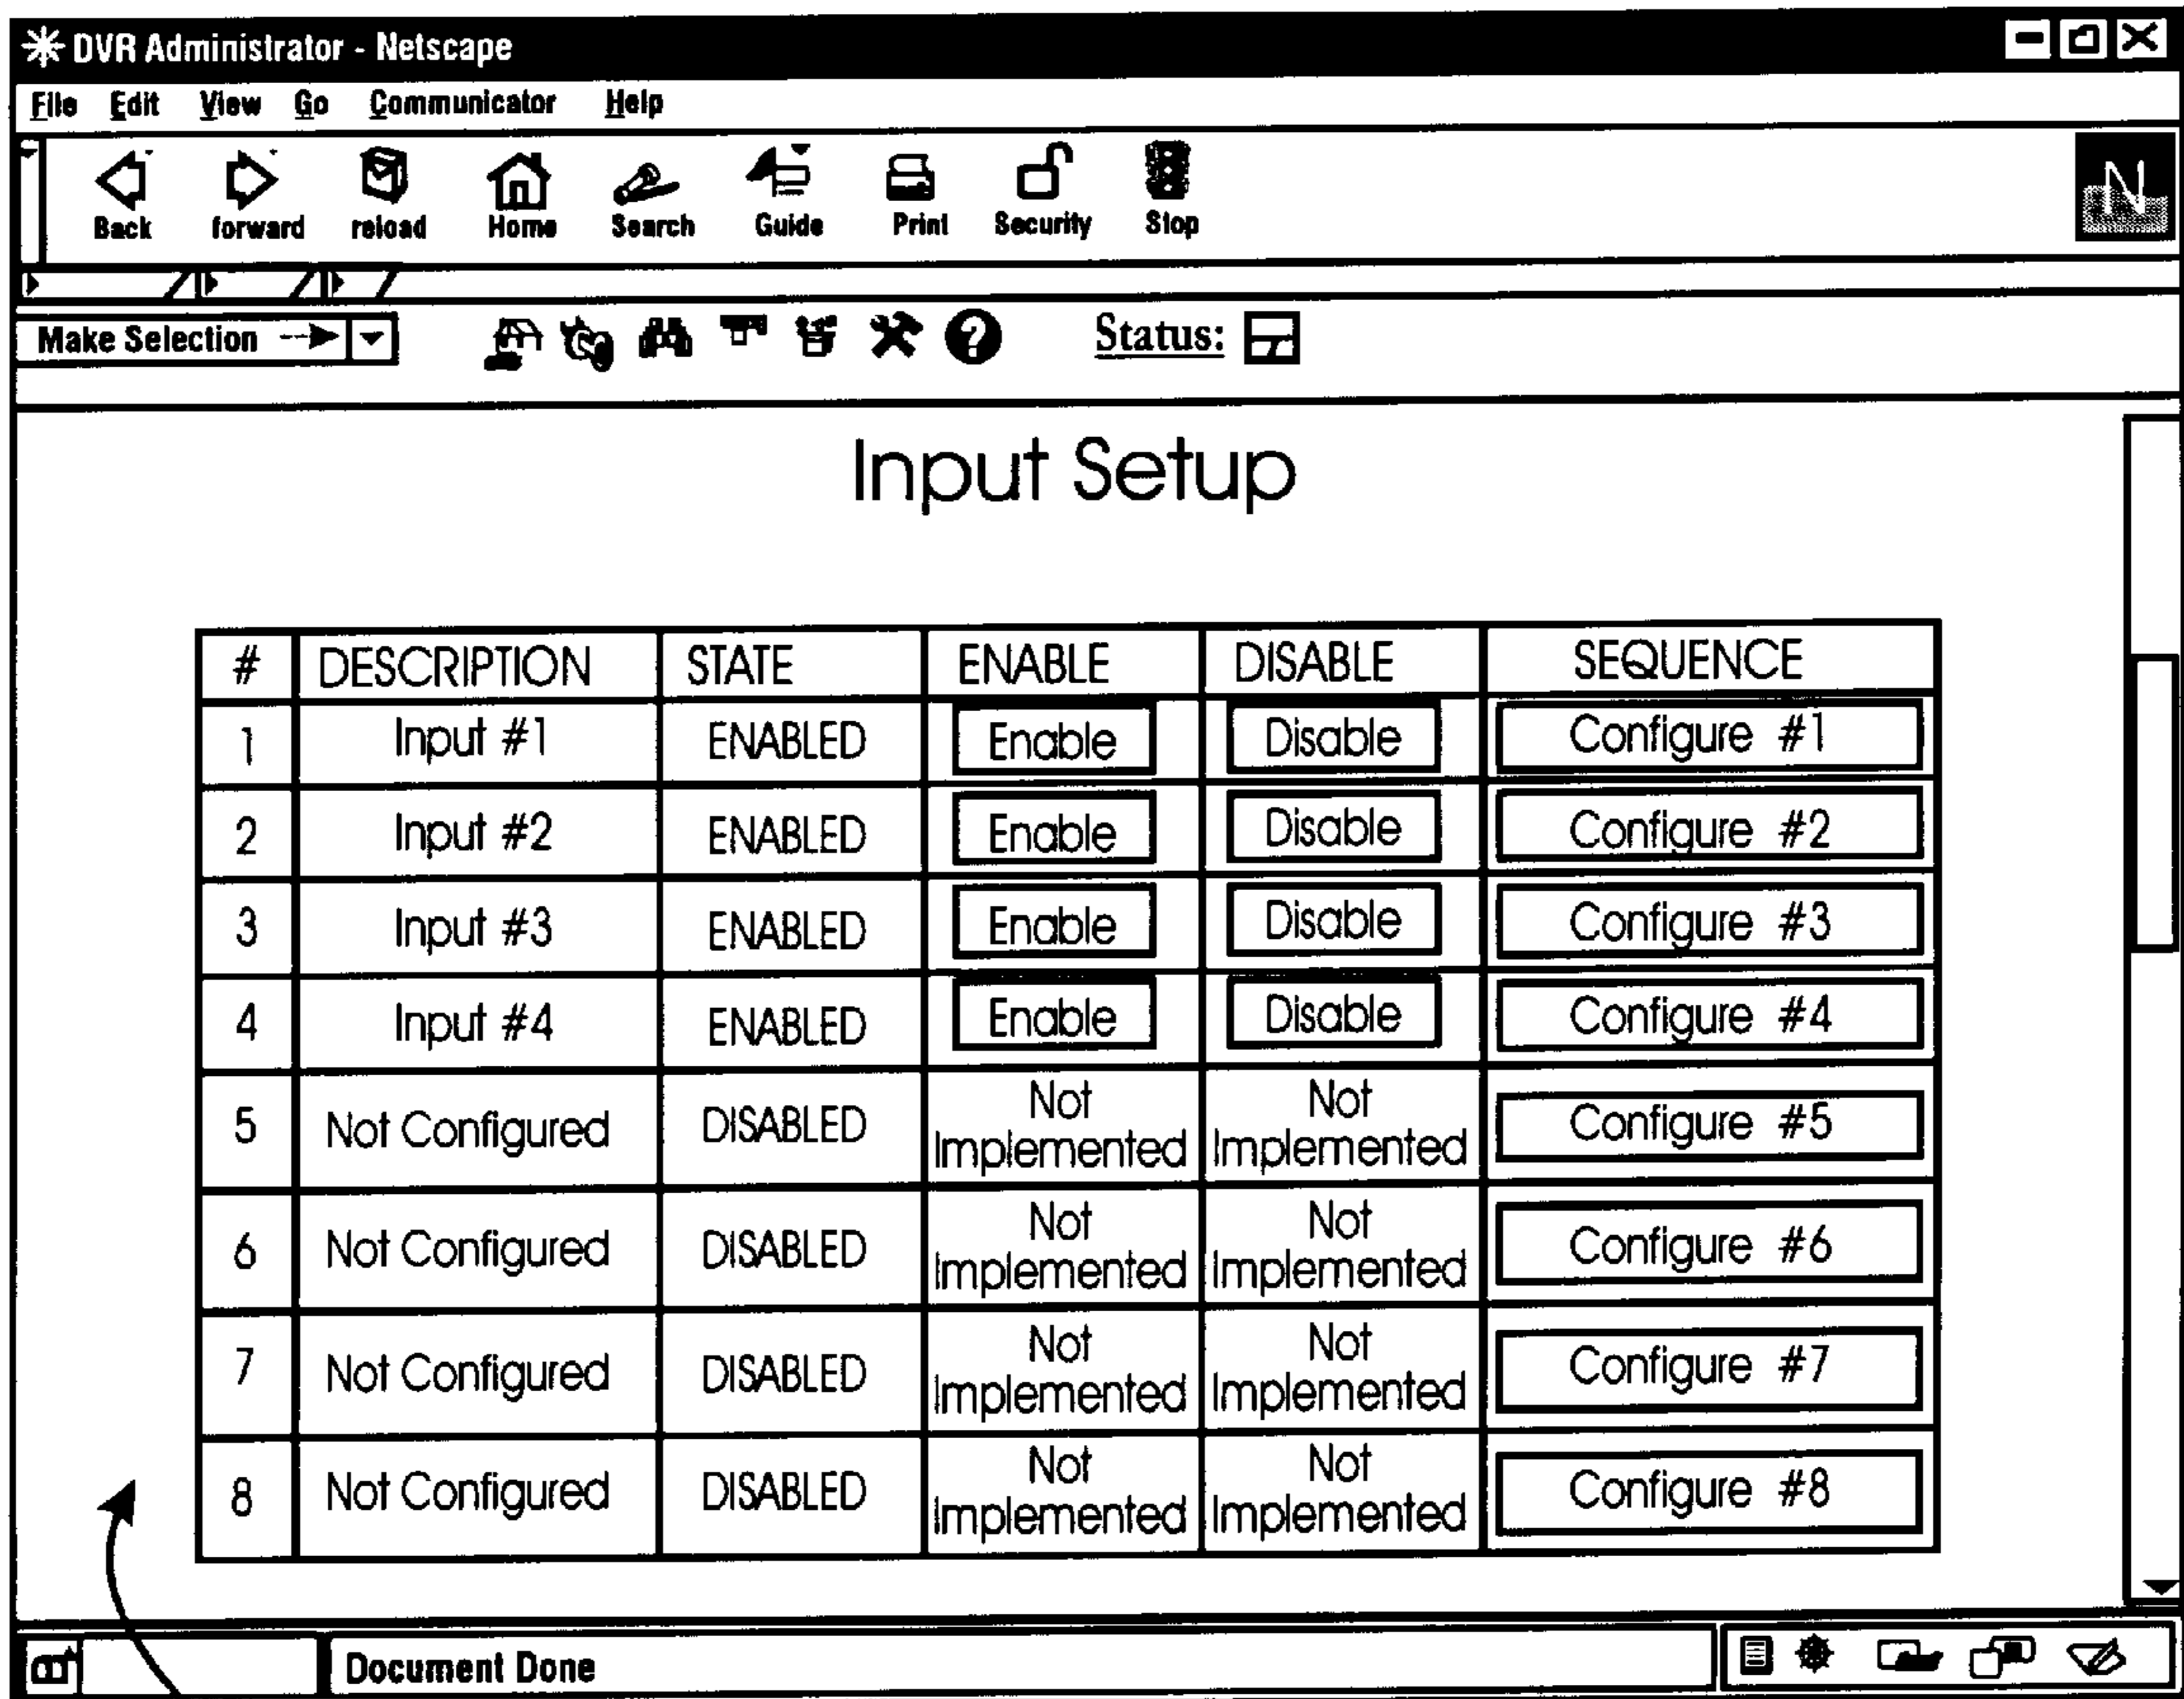 DVR Administrator - Netscape
File Edit View Go Communicator Help
Back forward reload Home Search Guide Print Security Stop
N
Make Selection
? Status:
Input Setup
# DESCRIPTION STATE ENABLE DISABLE SEQUENCE
1 Input #1 ENABLED Enable Disable Configure #1
2 Input #2 ENABLED Enable Disable Configure #2
3 Input #3 ENABLED Enable Disable Configure #3
4 Input #4 ENABLED Enable Disable Configure #4
5 Not Configured DISABLED Not Implemented Not Implemented Configure #5
6 Not Configured DISABLED Not Implemented Not Implemented Configure #6
7 Not Configured DISABLED Not Implemented Not Implemented Configure #7
8 Not Configured DISABLED Not Implemented Not Implemented Configure #8
Document Done